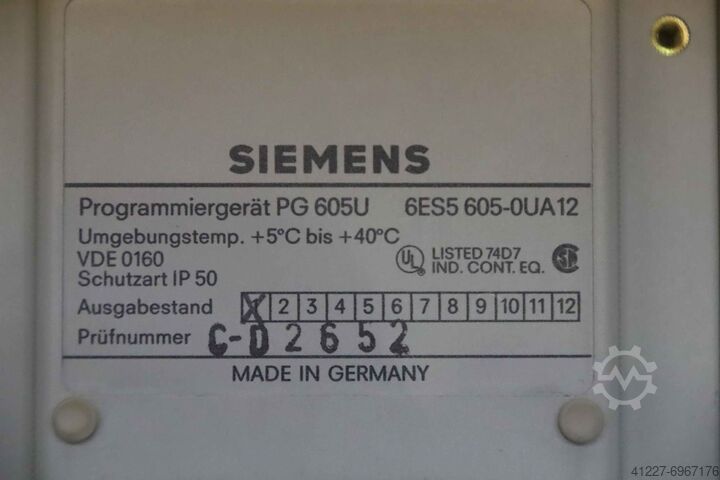 SIEMENS
Programmiergerät PG 605U 6ES5 605-0UA12
Umgebungstemp. +5°C bis +40°C
VDE 0160
UL LISTED 74D7
IND. CONT. EQ.
Schutzart IP 50
Ausgabestand X 2 3 4 5 6 7 8 9 10 11 12
Prüfnummer C-D2652
MADE IN GERMANY
41227-6967176